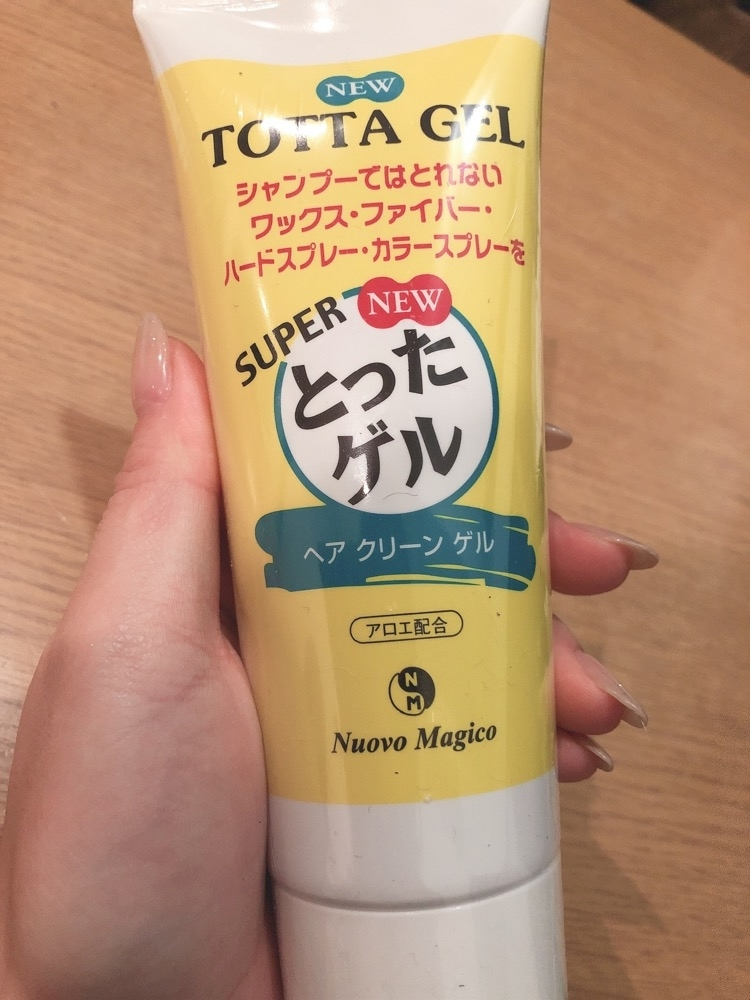 NEW
TOTTA GEL
シャンプーではとれない
ワックス・ファイバー・
ハードスプレー・カラースプレーを
SUPER NEW
とった
ゲル
ヘア クリーン ゲル
アロエ配合
N
M
Nuovo Magico